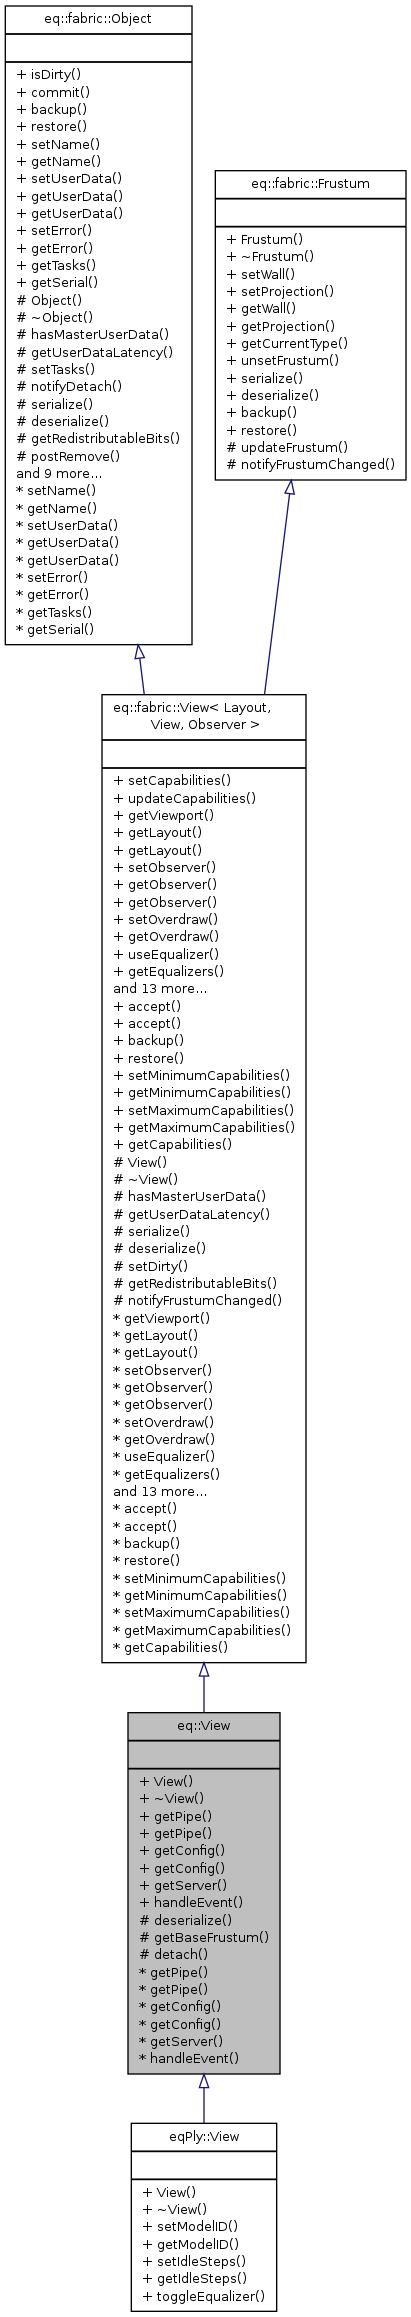 eq::fabric::Object
+ isDirty()
+ commit()
+ backup()
+ restore()
+ setName()
+ getName()
+ setUserData()
+ getUserData()
+ getUserData()
+ setError()
+ getError()
+ getTasks()
+ getSerial()
# Object()
# ~Object()
# hasMasterUserData()
# getUserDataLatency()
# setTasks()
# notifyDetach()
# serialize()
# deserialize()
# getRedistributableBits()
# postRemove()
and 9 more...
* setName()
* getName()
* setUserData()
* getUserData()
* getUserData()
* setError()
* getError()
* getTasks()
* getSerial()
eq::fabric::Frustum
+ Frustum()
+ ~Frustum()
+ setWall()
+ setProjection()
+ getWall()
+ getProjection()
+ getCurrentType()
+ unsetFrustum()
+ serialize()
+ deserialize()
+ backup()
+ restore()
# updateFrustum()
# notifyFrustumChanged()
eq::fabric::View< Layout,
View, Observer >
+ setCapabilities()
+ updateCapabilities()
+ getViewport()
+ getLayout()
+ getLayout()
+ setObserver()
+ getObserver()
+ getObserver()
+ setOverdraw()
+ getOverdraw()
+ useEqualizer()
+ getEqualizers()
and 13 more...
+ accept()
+ accept()
+ backup()
+ restore()
+ setMinimumCapabilities()
+ getMinimumCapabilities()
+ setMaximumCapabilities()
+ getMaximumCapabilities()
+ getCapabilities()
# View()
# ~View()
# hasMasterUserData()
# getUserDataLatency()
# serialize()
# deserialize()
# setDirty()
# getRedistributableBits()
# notifyFrustumChanged()
* getViewport()
* getLayout()
* getLayout()
* setObserver()
* getObserver()
* getObserver()
* setOverdraw()
* getOverdraw()
* useEqualizer()
* getEqualizers()
and 13 more...
* accept()
* accept()
* backup()
* restore()
* setMinimumCapabilities()
* getMinimumCapabilities()
* setMaximumCapabilities()
* getMaximumCapabilities()
* getCapabilities()
eq::View
+ View()
+ ~View()
+ getPipe()
+ getPipe()
+ getConfig()
+ getConfig()
+ getServer()
+ handleEvent()
# deserialize()
# getBaseFrustum()
# detach()
* getPipe()
* getPipe()
* getConfig()
* getConfig()
* getServer()
* handleEvent()
eqPly::View
+ View()
+ ~View()
+ setModelID()
+ getModelID()
+ setIdleSteps()
+ getIdleSteps()
+ toggleEqualizer()